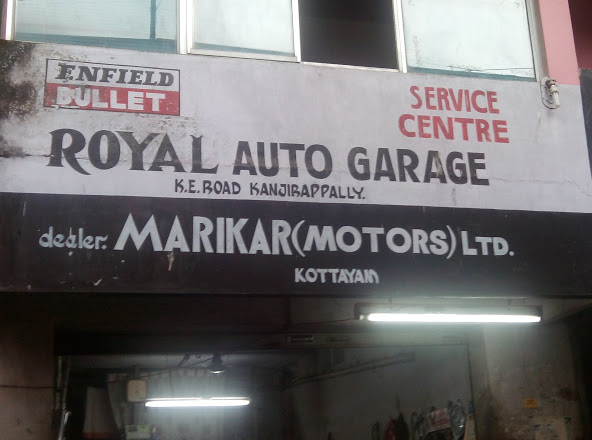 ENFIELD
BULLET
SERVICE
CENTRE
ROYAL AUTO GARAGE
K.E. ROAD KANJIRAPPALLY.
dealer: MARIKAR (MOTORS) LTD.
KOTTAYAM